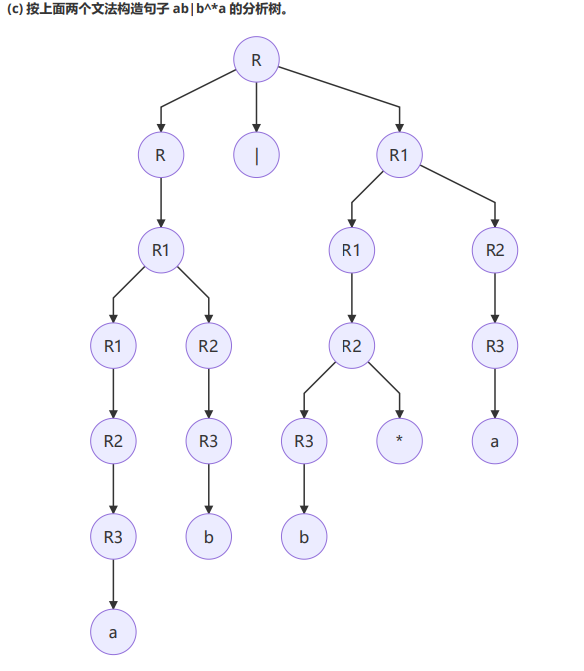 (c) 按上面两个文法构造句子 ab|b^*a 的分析树。
R
R | R1
R1 R1 R2
R1 R2 R2 R3
R2 R3 R3 * a
R3 b b
a